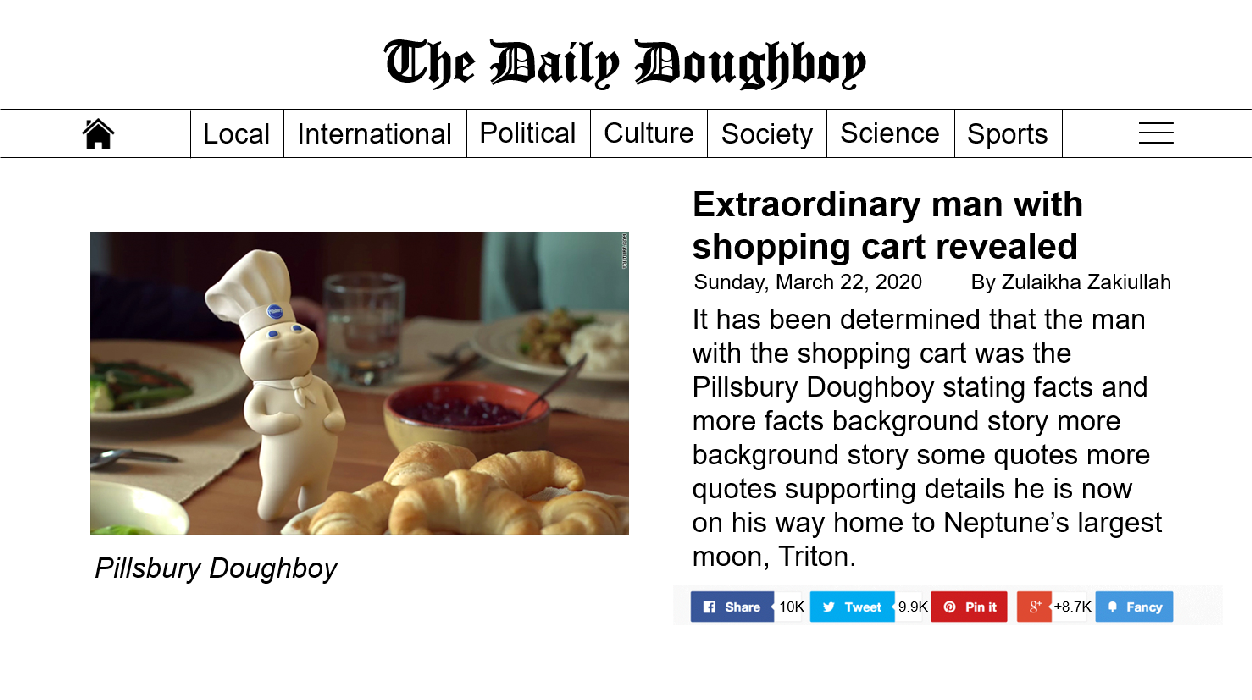 The Daily Doughboy
Local International Political Culture Society Science Sports
Extraordinary man with
shopping cart revealed
Sunday, March 22, 2020 By Zulaikha Zakiullah
It has been determined that the man
with the shopping cart was the
Pillsbury Doughboy stating facts and
more facts background story more
background story some quotes more
quotes supporting details he is now
on his way home to Neptune’s largest
moon, Triton.
Pillsbury Doughboy
Share 10K Tweet 9.9K Pin it g+ +8.7K Fancy